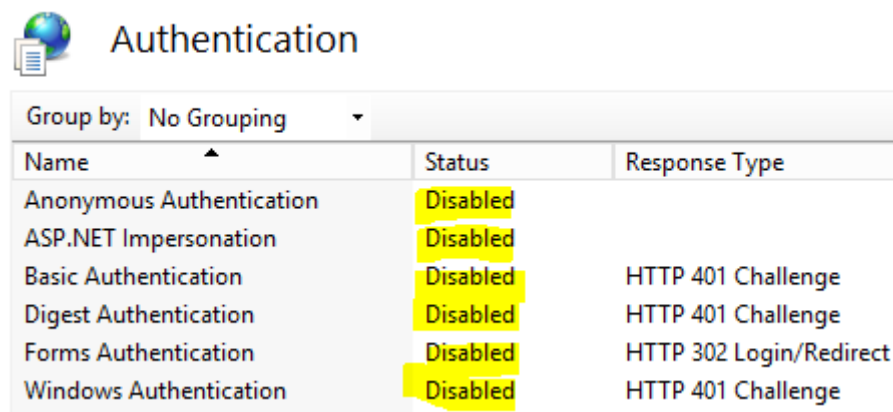 Authentication
Group by: No Grouping
Name Status Response Type
Anonymous Authentication Disabled
ASP.NET Impersonation Disabled
Basic Authentication Disabled HTTP 401 Challenge
Digest Authentication Disabled HTTP 401 Challenge
Forms Authentication Disabled HTTP 302 Login/Redirect
Windows Authentication Disabled HTTP 401 Challenge